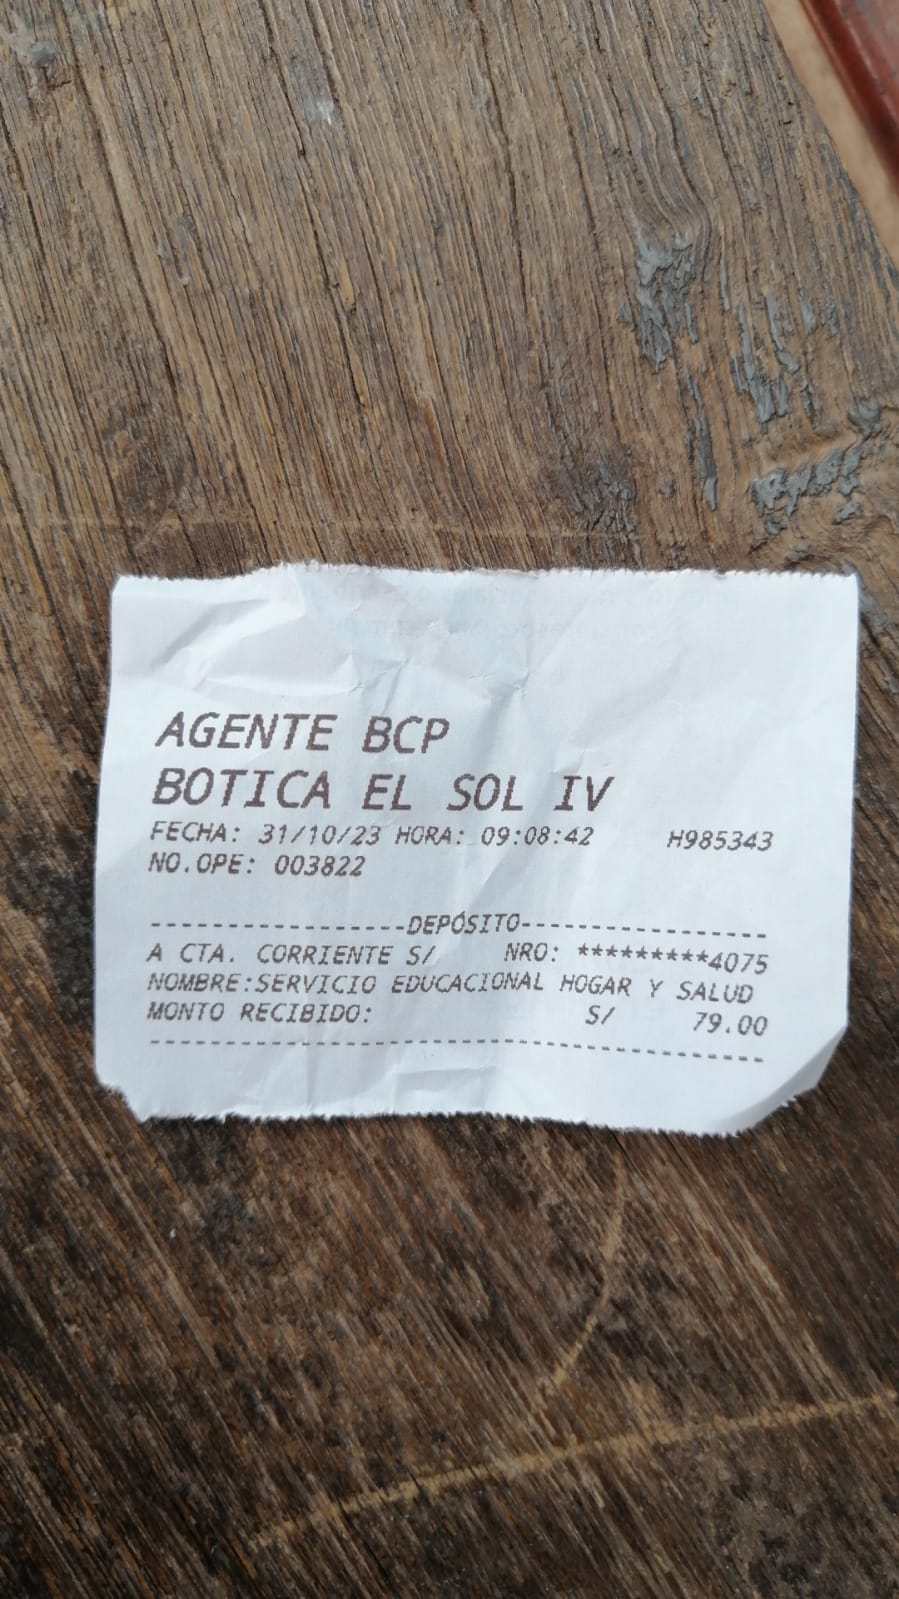 AGENTE BCP
BOTICA EL SOL IV
FECHA: 31/10/23 HORA: 09:08:42 H985343
NO.OPE: 003822
------------------DEPÓSITO-----------------
A CTA. CORRIENTE S/ NRO: *********4075
NOMBRE:SERVICIO EDUCACIONAL HOGAR Y SALUD
MONTO RECIBIDO: S/ 79.00
----------------------------------------------